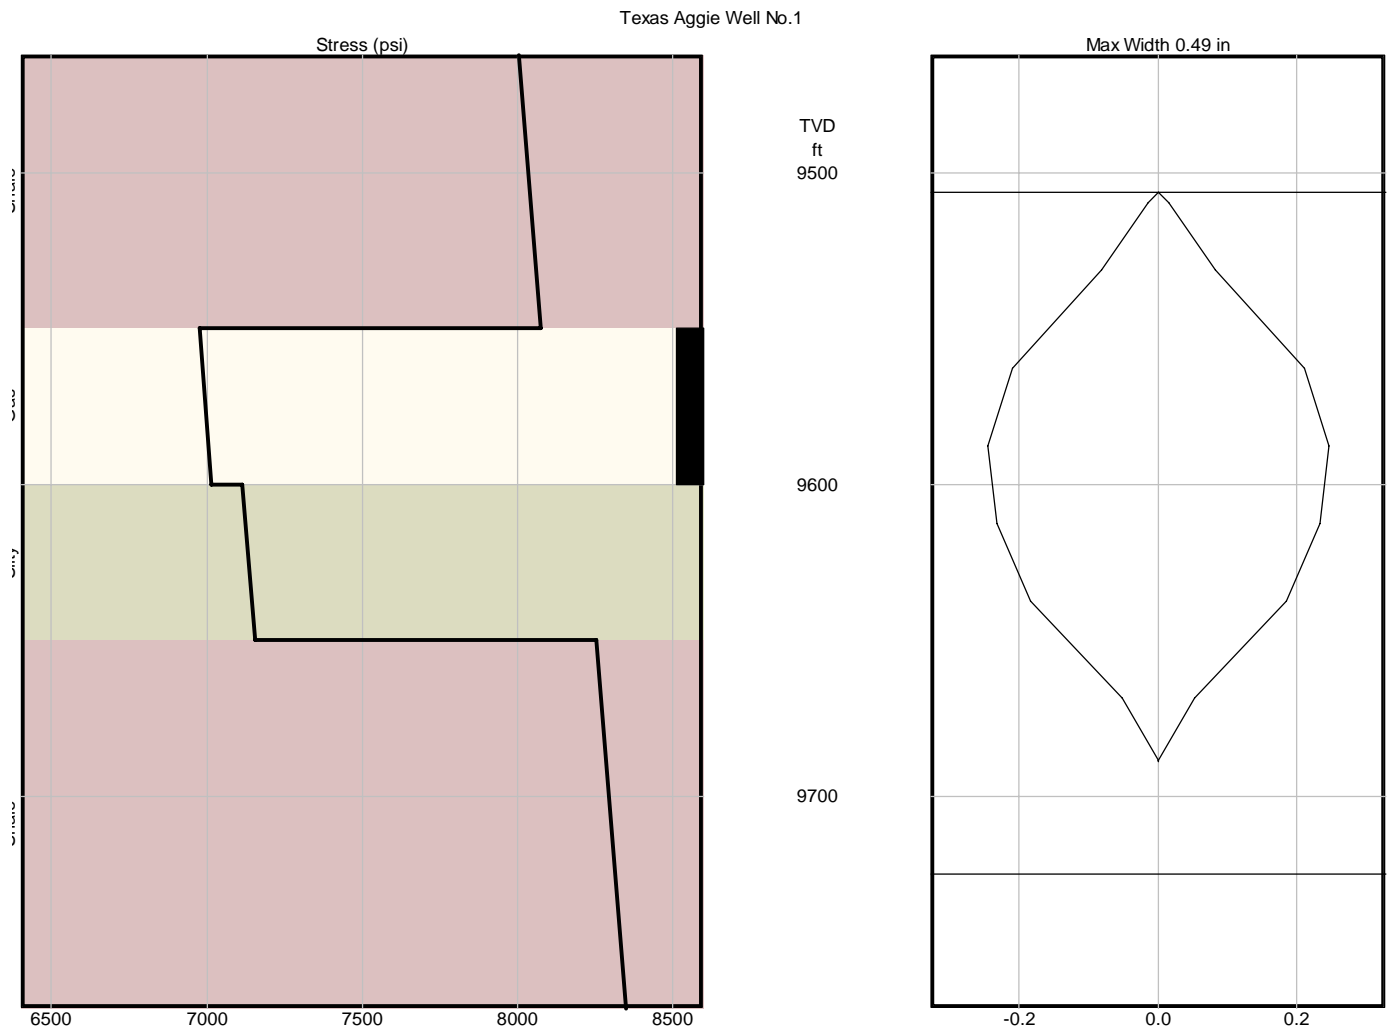 Texas Aggie Well No.1
Stress (psi)
Max Width 0.49 in
TVD
ft
9500
9600
9700
6500 7000 7500 8000 8500
-0.2 0.0 0.2